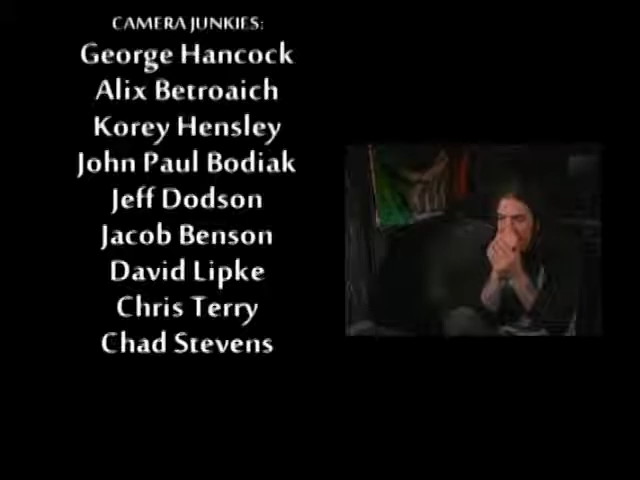 CAMERA JUNKIES:
George Hancock
Alix Betroaich
Korey Hensley
John Paul Bodiak
Jeff Dodson
Jacob Benson
David Lipke
Chris Terry
Chad Stevens